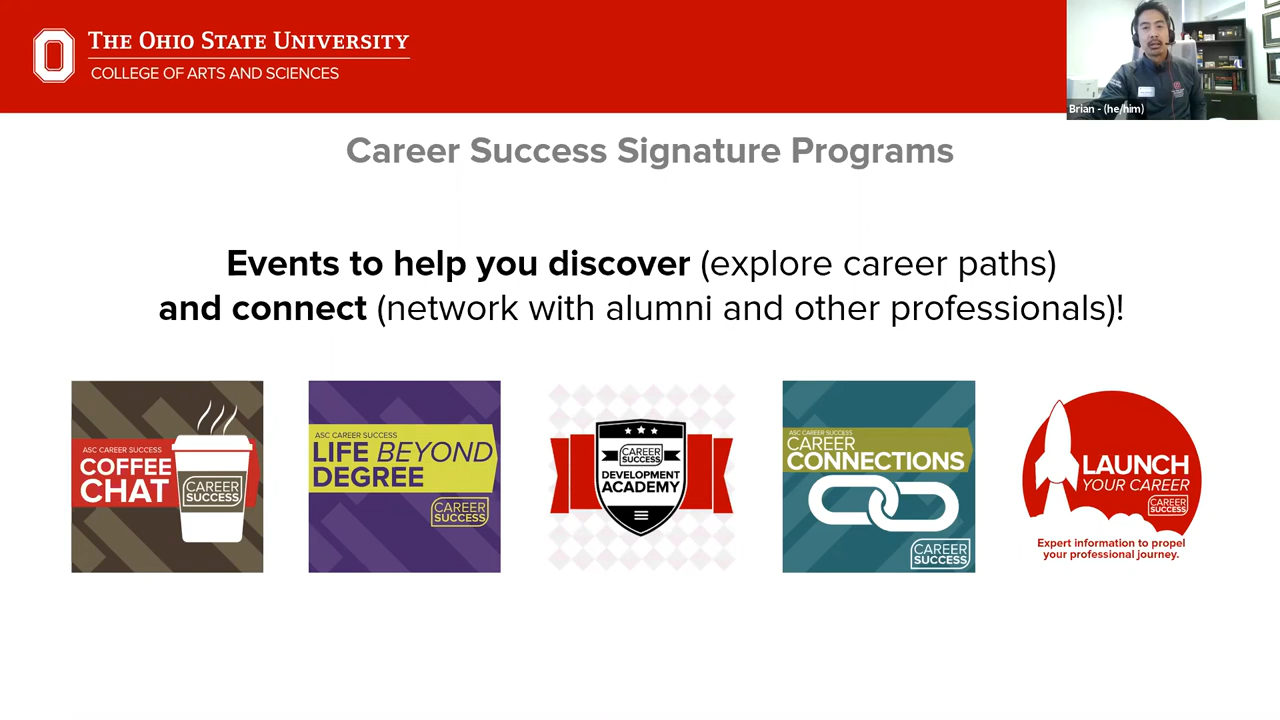 THE OHIO STATE UNIVERSITY
COLLEGE OF ARTS AND SCIENCES
Brian - (he/him)
Career Success Signature Programs
Events to help you discover (explore career paths)
and connect (network with alumni and other professionals)!
ASC CAREER SUCCESS
COFFEE
CHAT
CAREER
SUCCESS
ASC CAREER SUCCESS
LIFE BEYOND
DEGREE
CAREER
SUCCESS
CAREER
SUCCESS
DEVELOPMENT
ACADEMY
ASC CAREER SUCCESS
CAREER
CONNECTIONS
CAREER
SUCCESS
LAUNCH
YOUR CAREER
CAREER
SUCCESS
Expert information to propel
your professional journey.